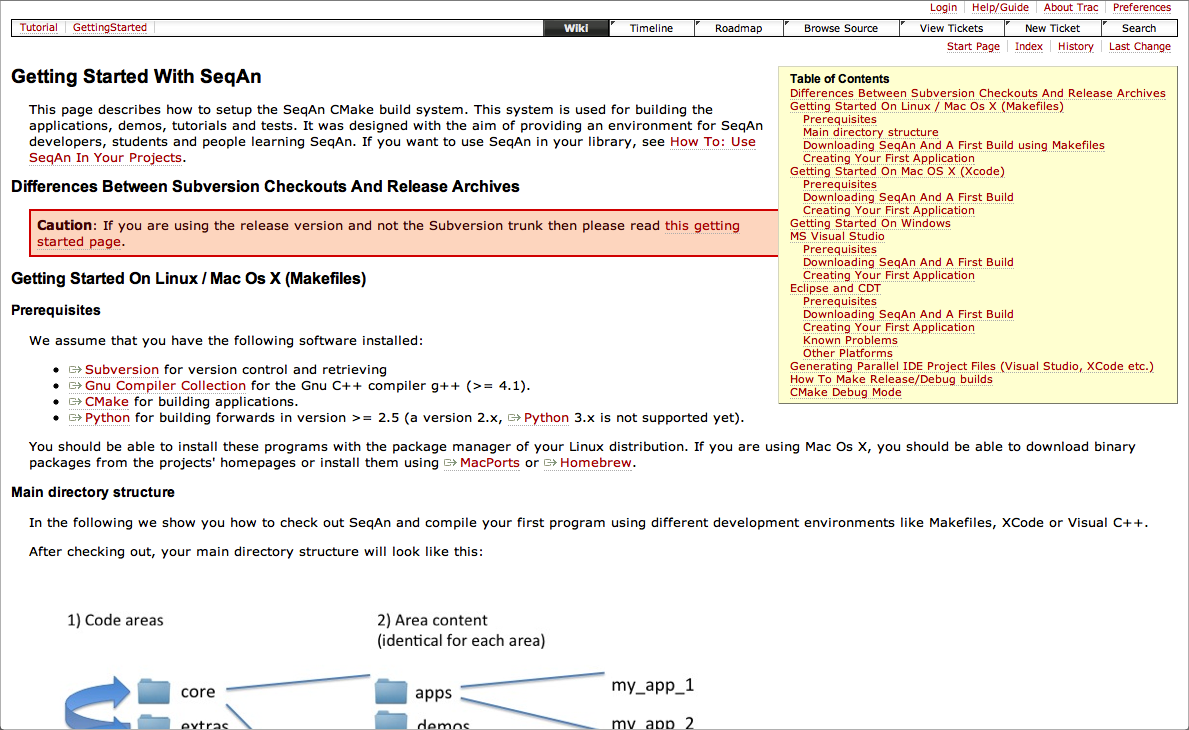 Login Help/Guide About Trac Preferences
Tutorial GettingStarted Wiki Timeline Roadmap Browse Source View Tickets New Ticket Search
Start Page Index History Last Change
Getting Started With SeqAn
This page describes how to setup the SeqAn CMake build system. This system is used for building the
applications, demos, tutorials and tests. It was designed with the aim of providing an environment for SeqAn
developers, students and people learning SeqAn. If you want to use SeqAn in your library, see How To: Use
SeqAn In Your Projects.
Differences Between Subversion Checkouts And Release Archives
Caution: If you are using the release version and not the Subversion trunk then please read this getting
started page.
Table of Contents
Differences Between Subversion Checkouts And Release Archives
Getting Started On Linux / Mac Os X (Makefiles)
Prerequisites
Main directory structure
Downloading SeqAn And A First Build using Makefiles
Creating Your First Application
Getting Started On Mac OS X (Xcode)
Prerequisites
Downloading SeqAn And A First Build
Creating Your First Application
Getting Started On Windows
MS Visual Studio
Prerequisites
Downloading SeqAn And A First Build
Creating Your First Application
Eclipse and CDT
Prerequisites
Downloading SeqAn And A First Build
Creating Your First Application
Known Problems
Other Platforms
Generating Parallel IDE Project Files (Visual Studio, XCode etc.)
How To Make Release/Debug builds
CMake Debug Mode
Getting Started On Linux / Mac Os X (Makefiles)
Prerequisites
We assume that you have the following software installed:
Subversion for version control and retrieving
Gnu Compiler Collection for the Gnu C++ compiler g++ (>= 4.1).
CMake for building applications.
Python for building forwards in version >= 2.5 (a version 2.x, Python 3.x is not supported yet).
You should be able to install these programs with the package manager of your Linux distribution. If you are using Mac Os X, you should be able to download binary
packages from the projects' homepages or install them using MacPorts or Homebrew.
Main directory structure
In the following we show you how to check out SeqAn and compile your first program using different development environments like Makefiles, XCode or Visual C++.
After checking out, your main directory structure will look like this:
1) Code areas 2) Area content
(identical for each area)
core apps my_app_1
extras demos my_app_2